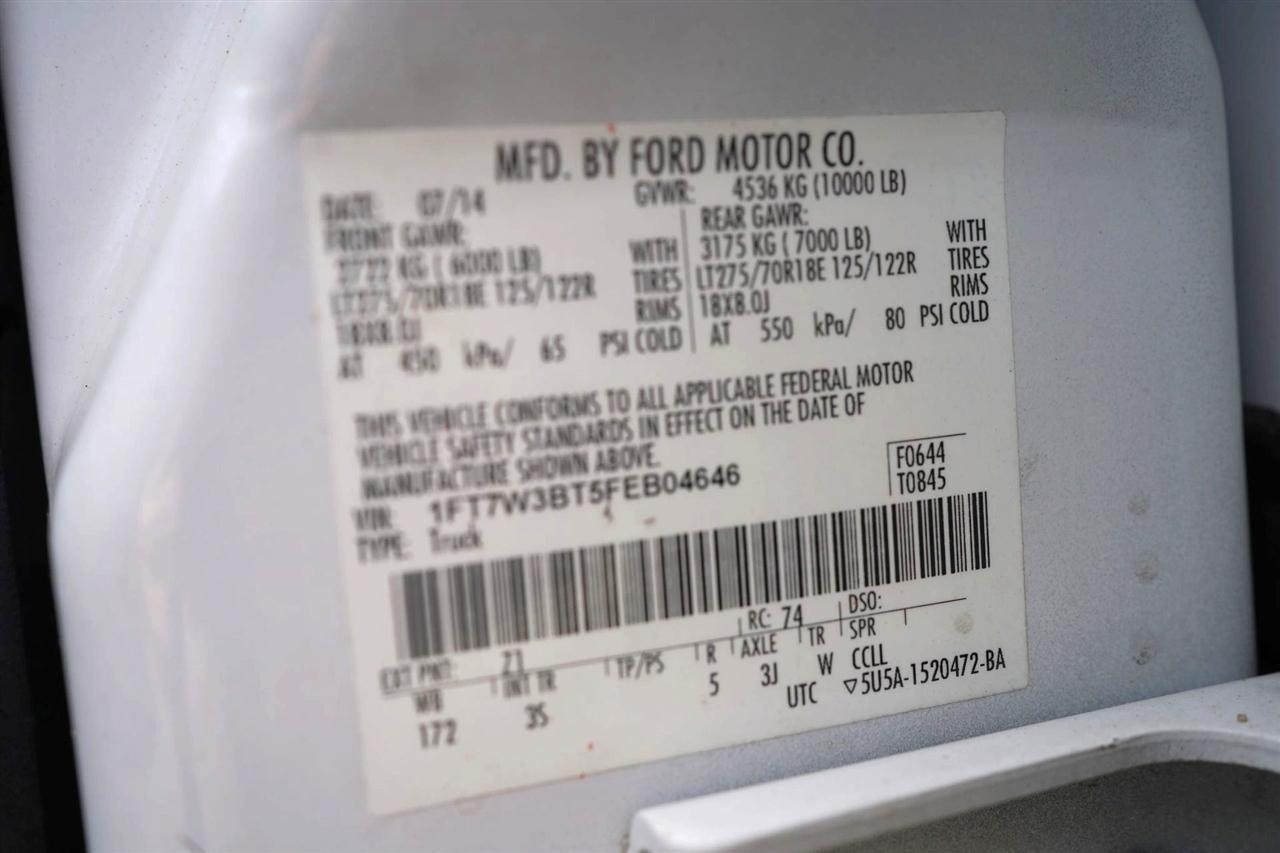 MFD. BY FORD MOTOR CO.
DATE: 07/14 GVWR: 4536 KG (10000 LB)
FRONT GAWR: REAR GAWR:
2722 KG ( 6000 LB) WITH 3175 KG ( 7000 LB) WITH
LT275/70R18E 125/122R TIRES LT275/70R18E 125/122R TIRES
18X8.0J RIMS 18X8.0J RIMS
AT 450 kPa/ 65 PSI COLD AT 550 kPa/ 80 PSI COLD
THIS VEHICLE CONFORMS TO ALL APPLICABLE FEDERAL MOTOR
VEHICLE SAFETY STANDARDS IN EFFECT ON THE DATE OF
MANUFACTURE SHOWN ABOVE.
VIN: 1FT7W3BT5FEB04646 F0644
TYPE: Truck T0845
EXT PNT: Z1 RC: 74 DSO:
WB INT TR TP/PS R AXLE TR SPR
172 3S 5 3J W CCLL
UTC ▽5U5A-1520472-BA